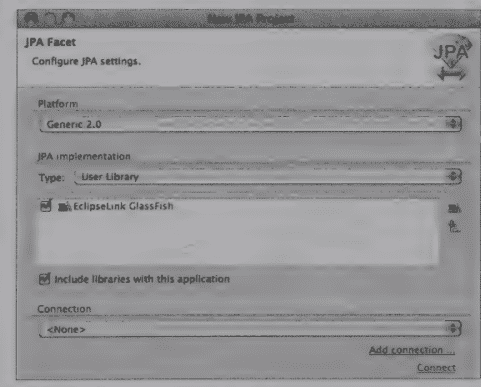 New JPA Project
JPA Facet
Configure JPA settings.
JPA
Platform
Generic 2.0
JPA implementation
Type: User Library
EclipseLink GlassFish
Include libraries with this application
Connection
<None>
Add connection ...
Connect